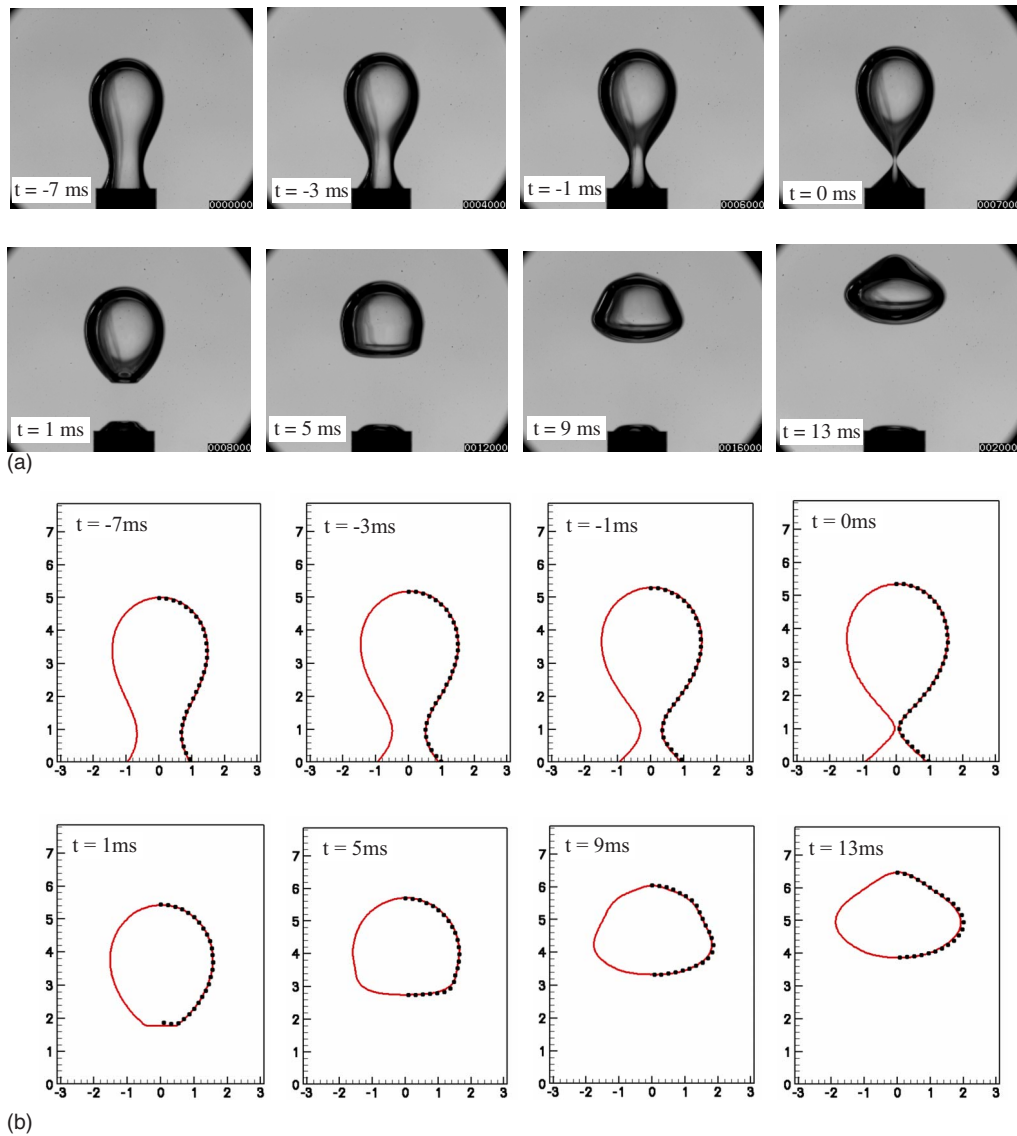 t = -7 ms
0000000
t = -3 ms
0004000
t = -1 ms
0006000
t = 0 ms
t = 1 ms
0008000
t = 5 ms
0012000
t = 9 ms
0016000
t = 13 ms
(a)
t = -7ms
7
6
5
4
3
2
1
0
-3 -2 -1 0 1 2 3
t = -3ms
7
6
5
4
3
2
1
0
-3 -2 -1 0 1 2 3
t = -1ms
7
6
5
4
3
2
1
0
-3 -2 -1 0 1 2 3
t = 0ms
7
6
5
4
3
2
1
0
-3 -2 -1 0 1 2 3
t = 1ms
7
6
5
4
3
2
1
0
-3 -2 -1 0 1 2 3
t = 5ms
7
6
5
4
3
2
1
0
-3 -2 -1 0 1 2 3
t = 9ms
7
6
5
4
3
2
1
0
-3 -2 -1 0 1 2 3
t = 13ms
7
6
5
4
3
2
1
0
-3 -2 -1 0 1 2 3
(b)